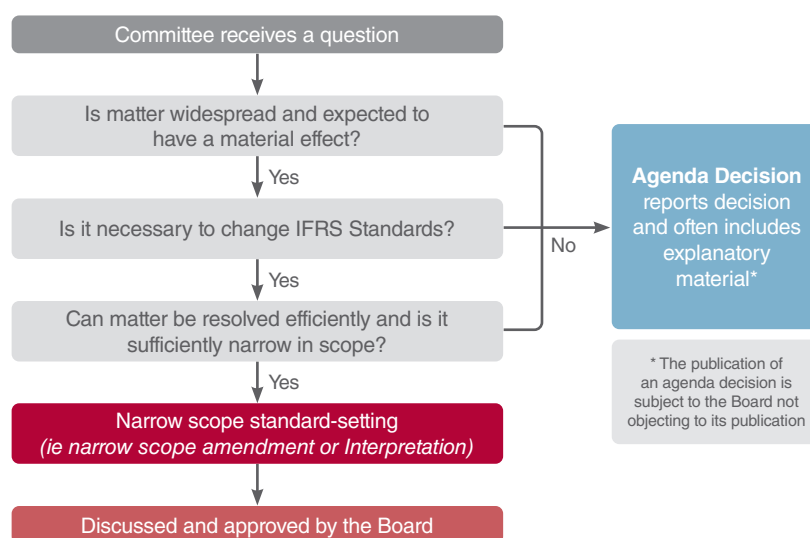 Committee receives a question
Is matter widespread and expected to
have a material effect?
Yes
Is it necessary to change IFRS Standards?
Yes
Can matter be resolved efficiently and is it
sufficiently narrow in scope?
Yes
Narrow scope standard-setting
(ie narrow scope amendment or Interpretation)
Discussed and approved by the Board
No
Agenda Decision
reports decision
and often includes
explanatory
material*
* The publication of
an agenda decision is
subject to the Board not
objecting to its publication